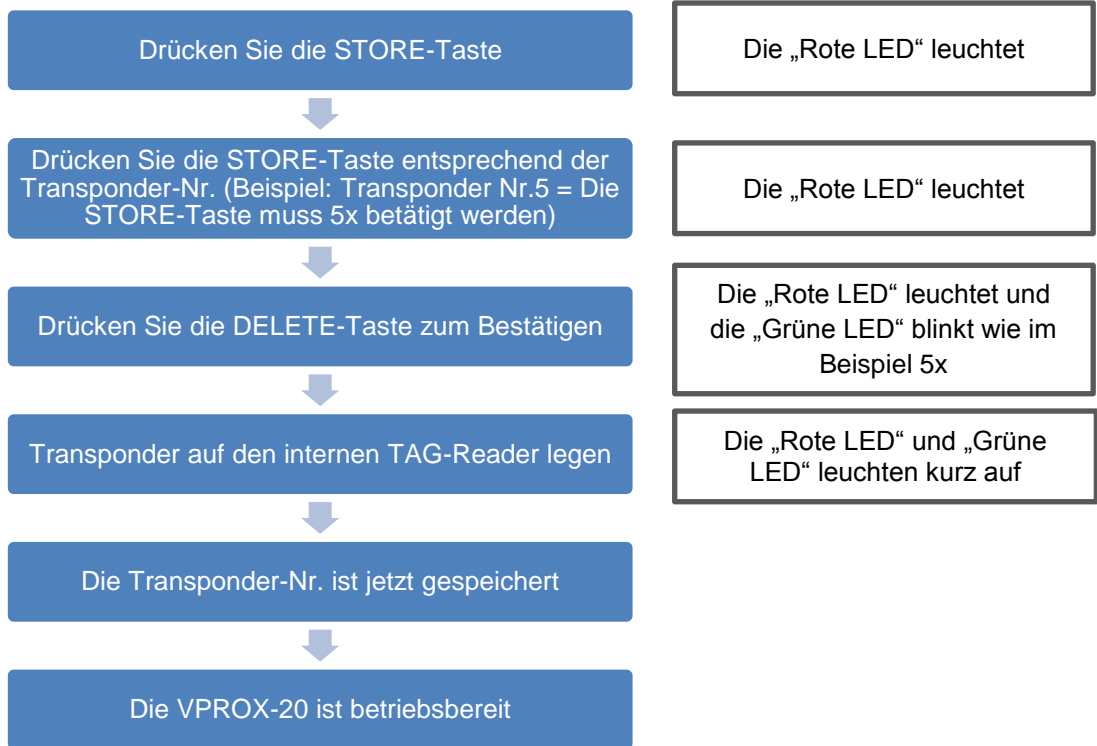 Drücken Sie die STORE-Taste
Die „Rote LED“ leuchtet
Drücken Sie die STORE-Taste entsprechend der
Transponder-Nr. (Beispiel: Transponder Nr.5 = Die
STORE-Taste muss 5x betätigt werden)
Die „Rote LED“ leuchtet
Drücken Sie die DELETE-Taste zum Bestätigen
Die „Rote LED“ leuchtet und
die „Grüne LED“ blinkt wie im
Beispiel 5x
Transponder auf den internen TAG-Reader legen
Die „Rote LED“ und „Grüne
LED“ leuchten kurz auf
Die Transponder-Nr. ist jetzt gespeichert
Die VPROX-20 ist betriebsbereit